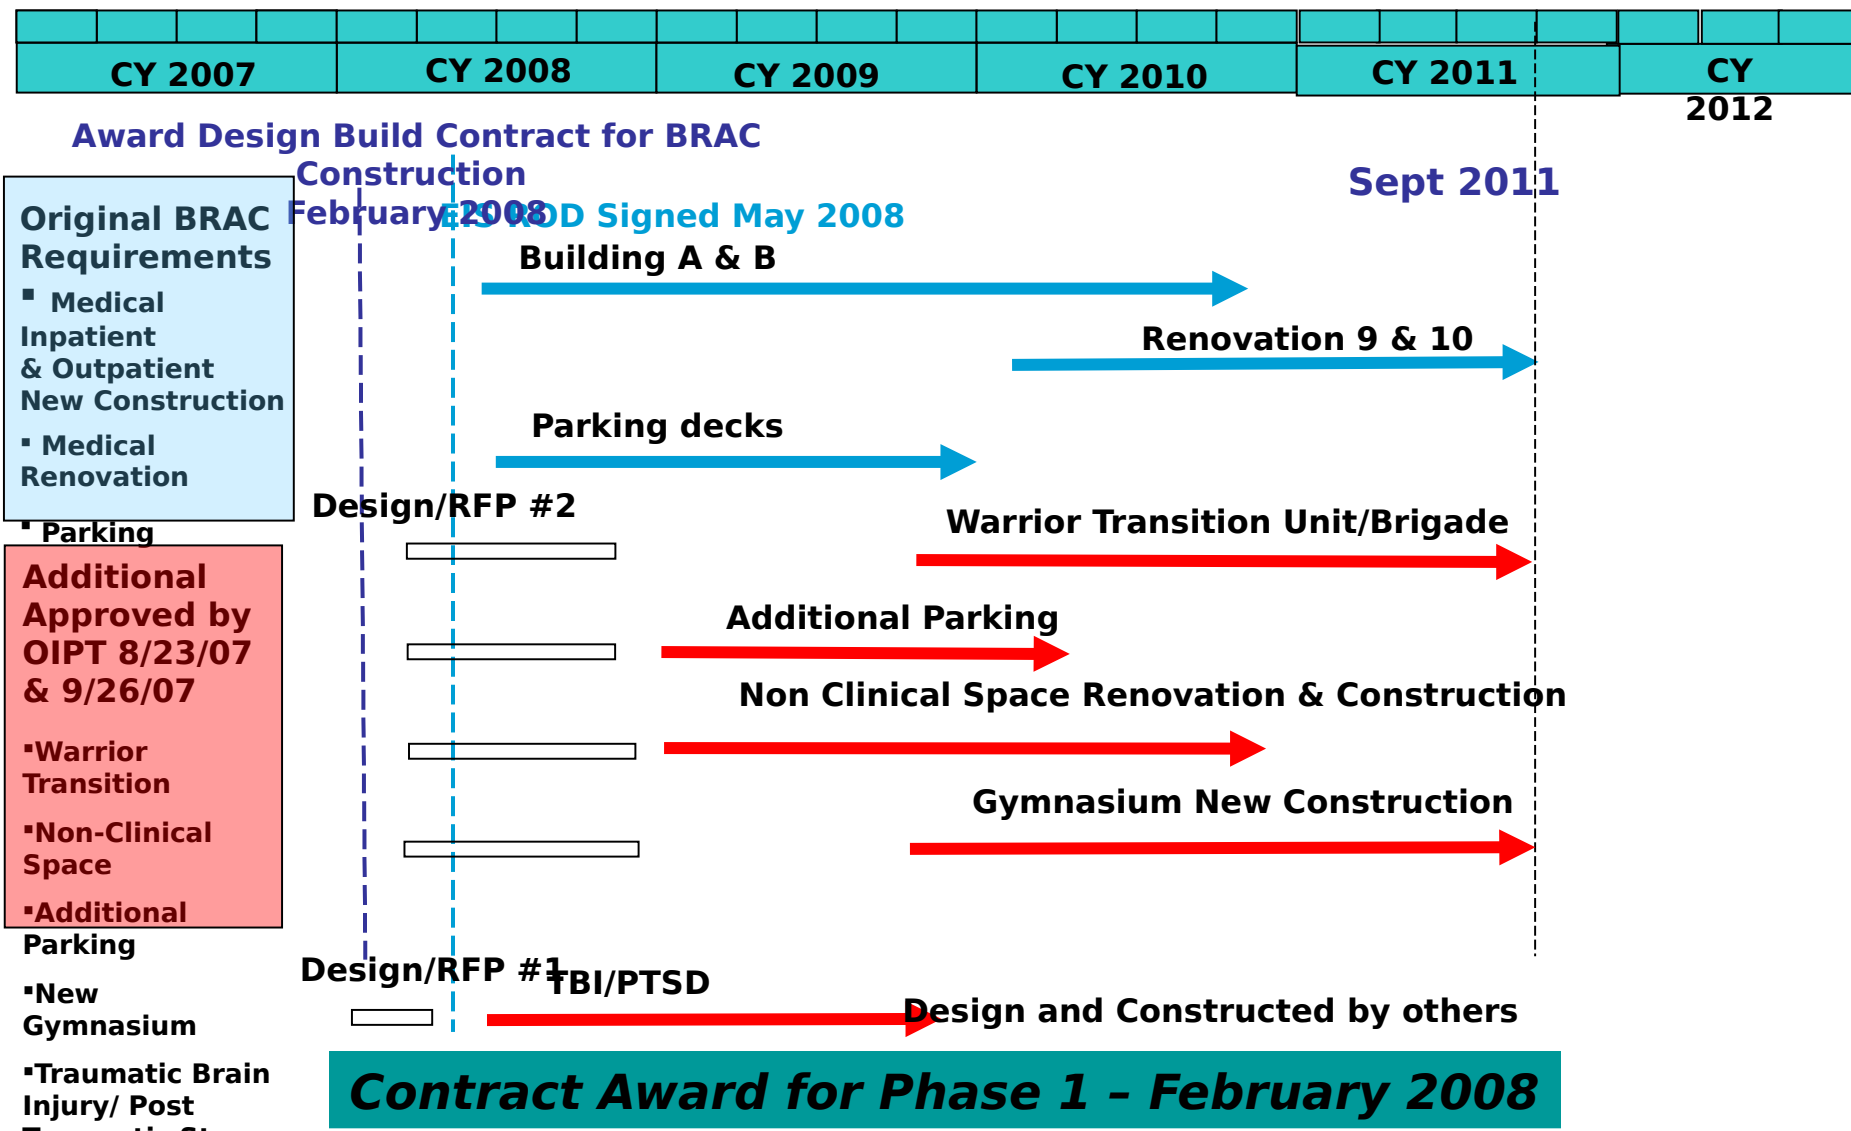 CY 2007
CY 2008
CY 2009
CY 2010
CY 2011
CY
2012
Award Design Build Contract for BRAC
Construction
February 2008
EIS ROD Signed May 2008
Sept 2011
Original BRAC
Requirements
▪ Medical
Inpatient
& Outpatient
New Construction
▪ Medical
Renovation
▪ Parking
Building A & B
Renovation 9 & 10
Parking decks
Design/RFP #2
Warrior Transition Unit/Brigade
Additional Parking
Non Clinical Space Renovation & Construction
Gymnasium New Construction
Additional
Approved by
OIPT 8/23/07
& 9/26/07
▪Warrior
Transition
▪Non-Clinical
Space
▪Additional
Parking
▪New
Gymnasium
▪Traumatic Brain
Injury/ Post
Design/RFP #1
TBI/PTSD
Design and Constructed by others
Contract Award for Phase 1 – February 2008